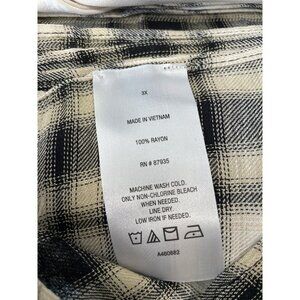 3X
MADE IN VIETNAM
100% RAYON
RN # 87935
MACHINE WASH COLD.
ONLY NON-CHLORINE BLEACH
WHEN NEEDED.
LINE DRY.
LOW IRON IF NEEDED.
A460682